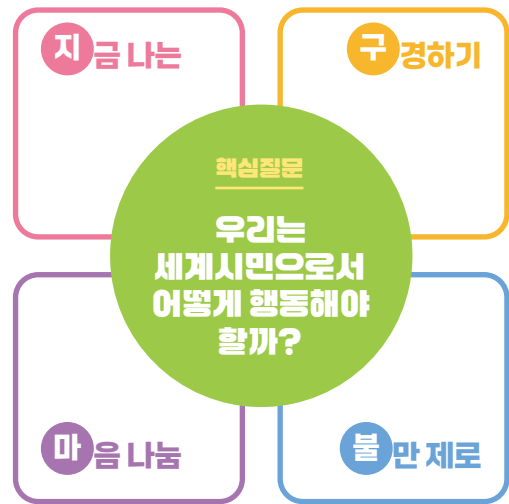 지금 나는
구경하기
핵심질문
우리는
세계시민으로서
어떻게 행동해야
할까?
마음 나눔
불만 제로